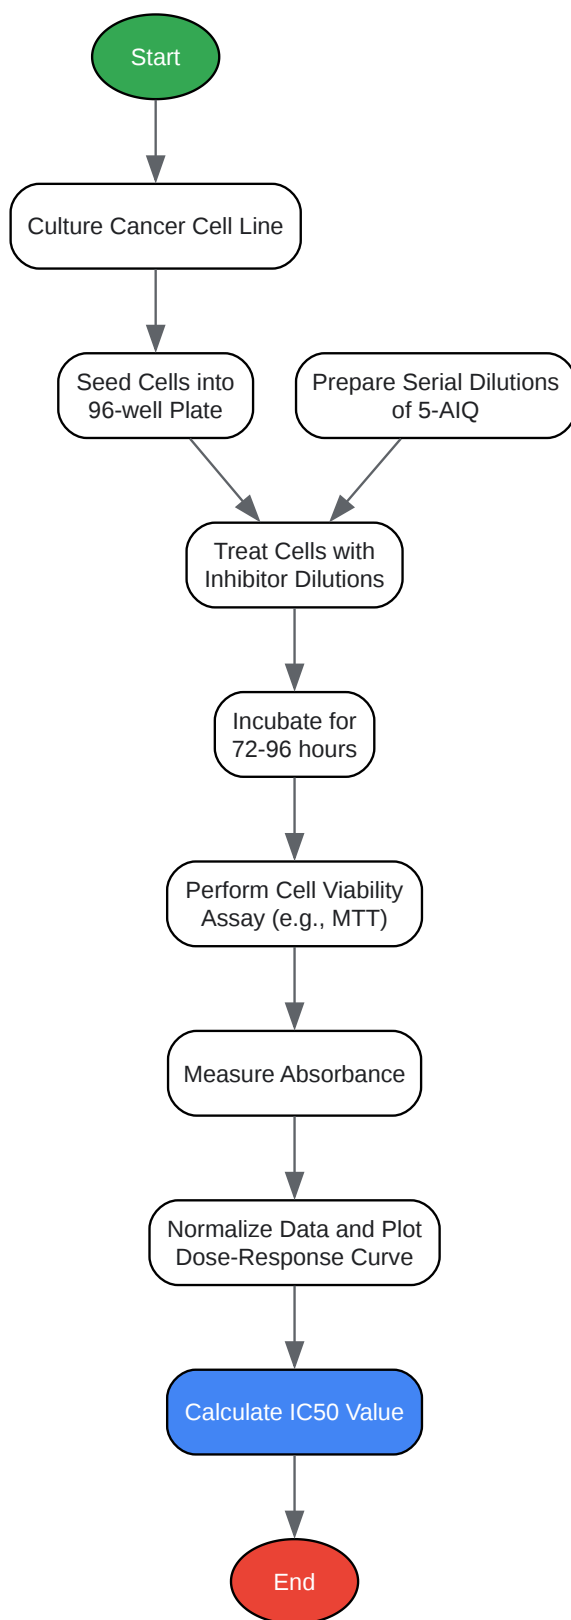 Start
Culture Cancer Cell Line
Seed Cells into
96-well Plate
Prepare Serial Dilutions
of 5-AIQ
Treat Cells with
Inhibitor Dilutions
Incubate for
72-96 hours
Perform Cell Viability
Assay (e.g., MTT)
Measure Absorbance
Normalize Data and Plot
Dose-Response Curve
Calculate IC50 Value
End